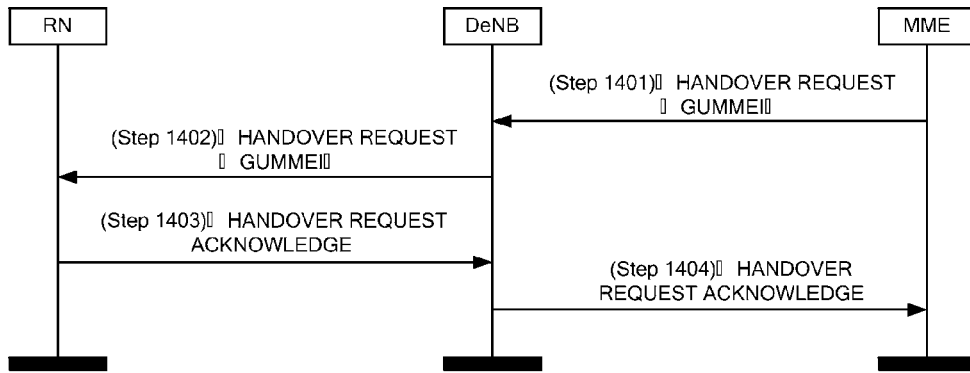 RN
DeNB
MME
(Step 1401)▯ HANDOVER REQUEST
▯ GUMMEI▯
(Step 1402)▯ HANDOVER REQUEST
▯ GUMMEI▯
(Step 1403)▯ HANDOVER REQUEST
ACKNOWLEDGE
(Step 1404)▯ HANDOVER
REQUEST ACKNOWLEDGE